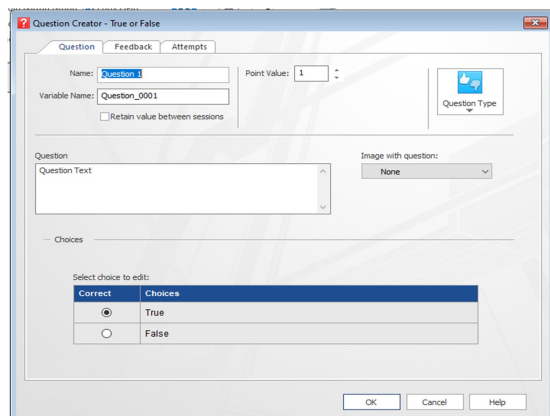 Question Creator - True or False
Question Feedback Attempts
Name: Question 1 Point Value: 1
Variable Name: Question_0001
Retain value between sessions
Question Type
Question Image with question:
Question Text None
Choices
Select choice to edit:
Correct Choices
True
False
OK Cancel Help